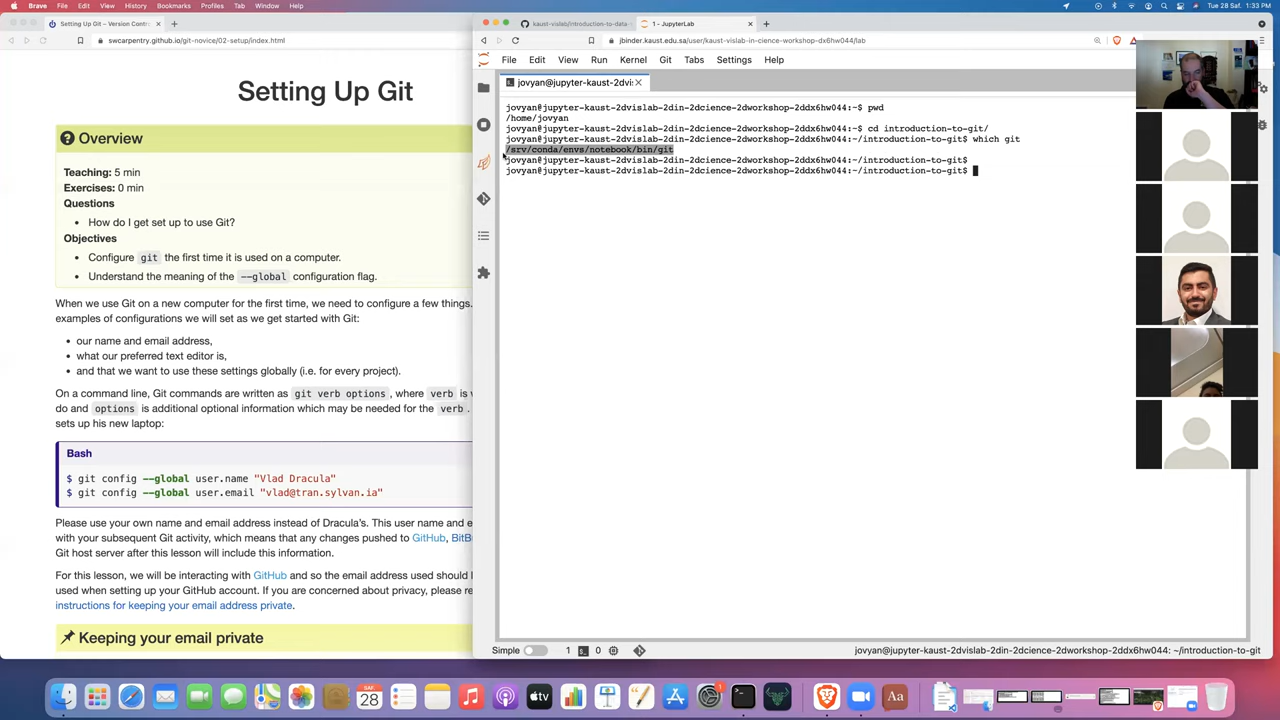 Brave File Edit View History Bookmarks Profiles Tab Window Help
Tue 28 Saf. 1:33 PM
Setting Up Git – Version Contr
swcarpentry.github.io/git-novice/02-setup/index.html
Setting Up Git
Overview
Teaching: 5 min
Exercises: 0 min
Questions
How do I get set up to use Git?
Objectives
Configure git the first time it is used on a computer.
Understand the meaning of the --global configuration flag.
When we use Git on a new computer for the first time, we need to configure a few things.
examples of configurations we will set as we get started with Git:
our name and email address,
what our preferred text editor is,
and that we want to use these settings globally (i.e. for every project).
On a command line, Git commands are written as git verb options, where verb is
do and options is additional optional information which may be needed for the verb.
sets up his new laptop:
Bash
$ git config --global user.name "Vlad Dracula"
$ git config --global user.email "vlad@tran.sylvan.ia"
Please use your own name and email address instead of Dracula's. This user name and e
with your subsequent Git activity, which means that any changes pushed to GitHub, BitB
Git host server after this lesson will include this information.
For this lesson, we will be interacting with GitHub and so the email address used should
used when setting up your GitHub account. If you are concerned about privacy, please re
instructions for keeping your email address private.
Keeping your email private
kaust-vislab/introduction-to-data-
1 - JupyterLab
jbinder.kaust.edu.sa/user/kaust-vislab-in-cience-workshop-dx6hw044/lab
File Edit View Run Kernel Git Tabs Settings Help
jovyan@jupyter-kaust-2dvis:
jovyan@jupyter-kaust-2dvislab-2din-2dcience-2dworkshop-2ddx6hw044:~$ pwd
/home/jovyan
jovyan@jupyter-kaust-2dvislab-2din-2dcience-2dworkshop-2ddx6hw044:~$ cd introduction-to-git/
jovyan@jupyter-kaust-2dvislab-2din-2dcience-2dworkshop-2ddx6hw044:~/introduction-to-git$ which git
/srv/conda/envs/notebook/bin/git
jovyan@jupyter-kaust-2dvislab-2din-2dcience-2dworkshop-2ddx6hw044:~/introduction-to-git$
jovyan@jupyter-kaust-2dvislab-2din-2dcience-2dworkshop-2ddx6hw044:~/introduction-to-git$
Simple 1 0
jovyan@jupyter-kaust-2dvislab-2din-2dcience-2dworkshop-2ddx6hw044: ~/introduction-to-git